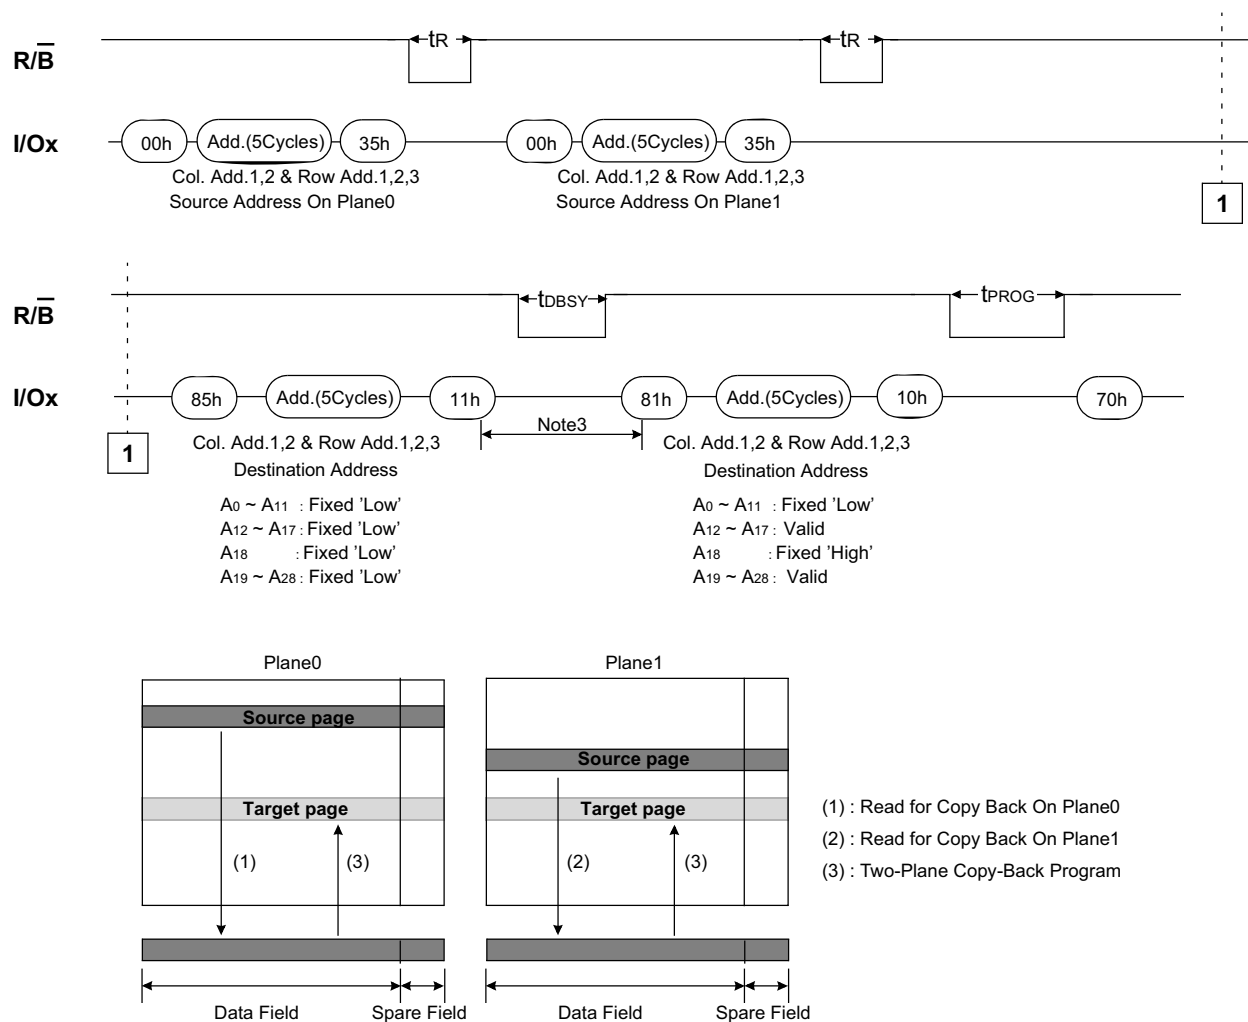 R/B tR tR
I/Ox 00h Add.(5Cycles) 35h 00h Add.(5Cycles) 35h
Col. Add.1,2 & Row Add.1,2,3 Col. Add.1,2 & Row Add.1,2,3
Source Address On Plane0 Source Address On Plane1
1
R/B tDBSY tPROG
I/Ox 85h Add.(5Cycles) 11h 81h Add.(5Cycles) 10h 70h
Note3
1
Col. Add.1,2 & Row Add.1,2,3 Col. Add.1,2 & Row Add.1,2,3
Destination Address Destination Address
A0 ~ A11 : Fixed 'Low' A0 ~ A11 : Fixed 'Low'
A12 ~ A17 : Fixed 'Low' A12 ~ A17 : Valid
A18 : Fixed 'Low' A18 : Fixed 'High'
A19 ~ A28 : Fixed 'Low' A19 ~ A28 : Valid
Plane0 Plane1
Source page
Source page
Target page Target page
(1) (3) (2) (3)
(1) : Read for Copy Back On Plane0
(2) : Read for Copy Back On Plane1
(3) : Two-Plane Copy-Back Program
Data Field Spare Field Data Field Spare Field